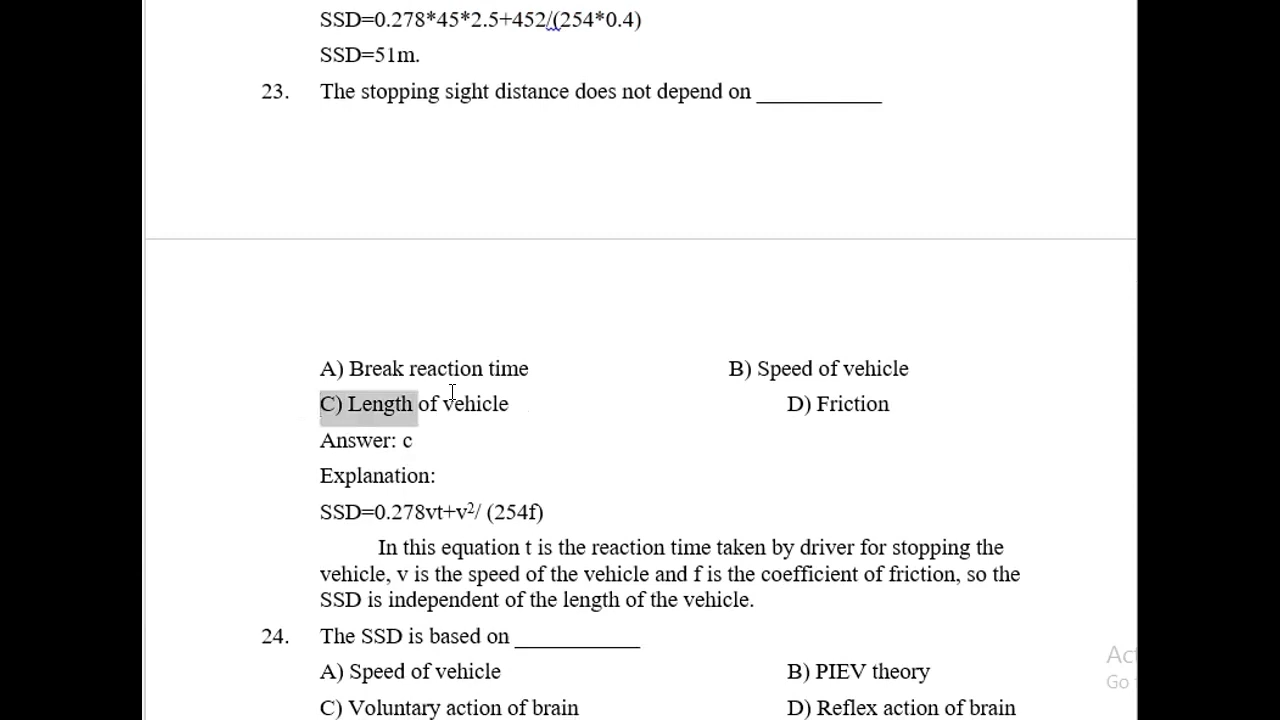 SSD=0.278*45*2.5+452/(254*0.4)
SSD=51m.
23. The stopping sight distance does not depend on ____________
A) Break reaction time B) Speed of vehicle
C) Length of vehicle D) Friction
Answer: c
Explanation:
SSD=0.278vt+v²/ (254f)
In this equation t is the reaction time taken by driver for stopping the
vehicle, v is the speed of the vehicle and f is the coefficient of friction, so the
SSD is independent of the length of the vehicle.
24. The SSD is based on ____________
A) Speed of vehicle B) PIEV theory
C) Voluntary action of brain D) Reflex action of brain
Go